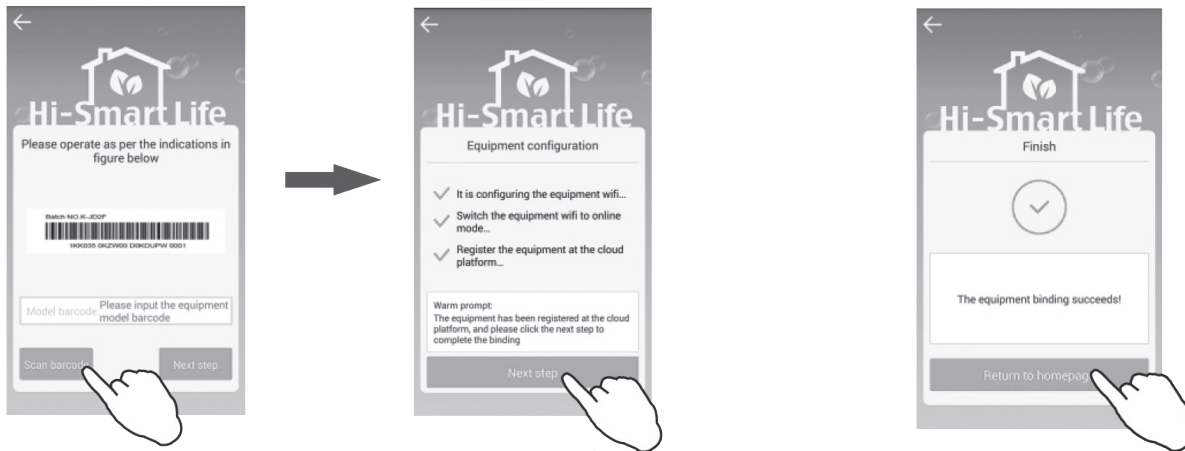 Hi-Smart Life
Please operate as per the indications in
figure below
Batch NO.K-JD2F
1KK035 0KZW00 D0KDUPW 0001
Model barcode
Please input the equipment
model barcode
Scan barcode
Next step
Hi-Smart Life
Equipment configuration
It is configuring the equipment wifi...
Switch the equipment wifi to online
mode...
Register the equipment at the cloud
platform...
Warm prompt:
The equipment has been registered at the cloud
platform, and please click the next step to
complete the binding
Next step
Hi-Smart Life
Finish
The equipment binding succeeds!
Return to homepag